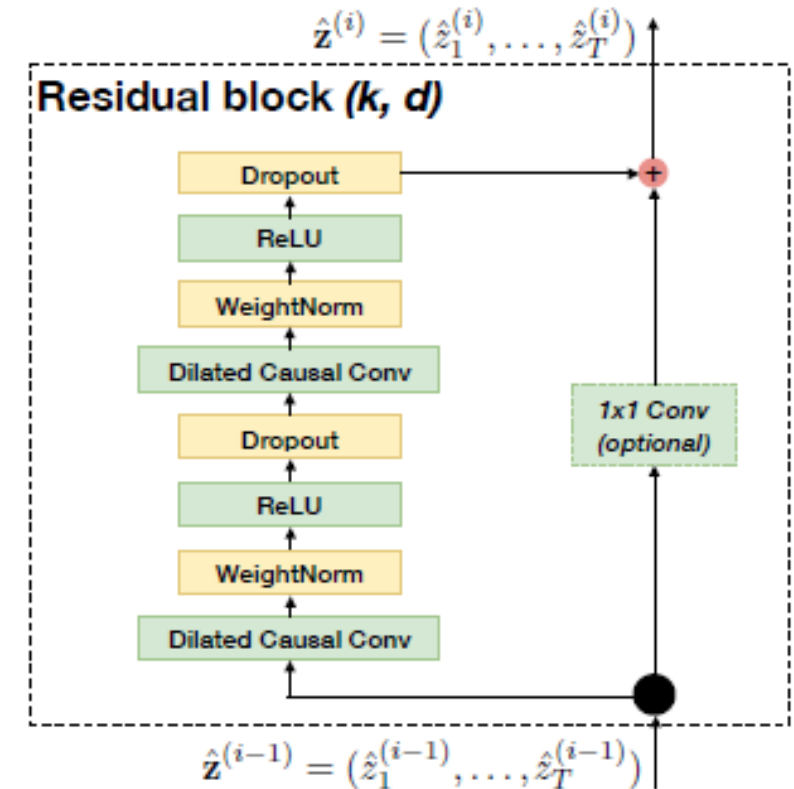 ẑ^(i) = (ẑ_1^(i), . . . , ẑ_T^(i))
Residual block (k, d)
Dropout
+
ReLU
WeightNorm
Dilated Causal Conv
1x1 Conv
(optional)
Dropout
ReLU
WeightNorm
Dilated Causal Conv
ẑ^(i−1) = (ẑ_1^(i−1), . . . , ẑ_T^(i−1))